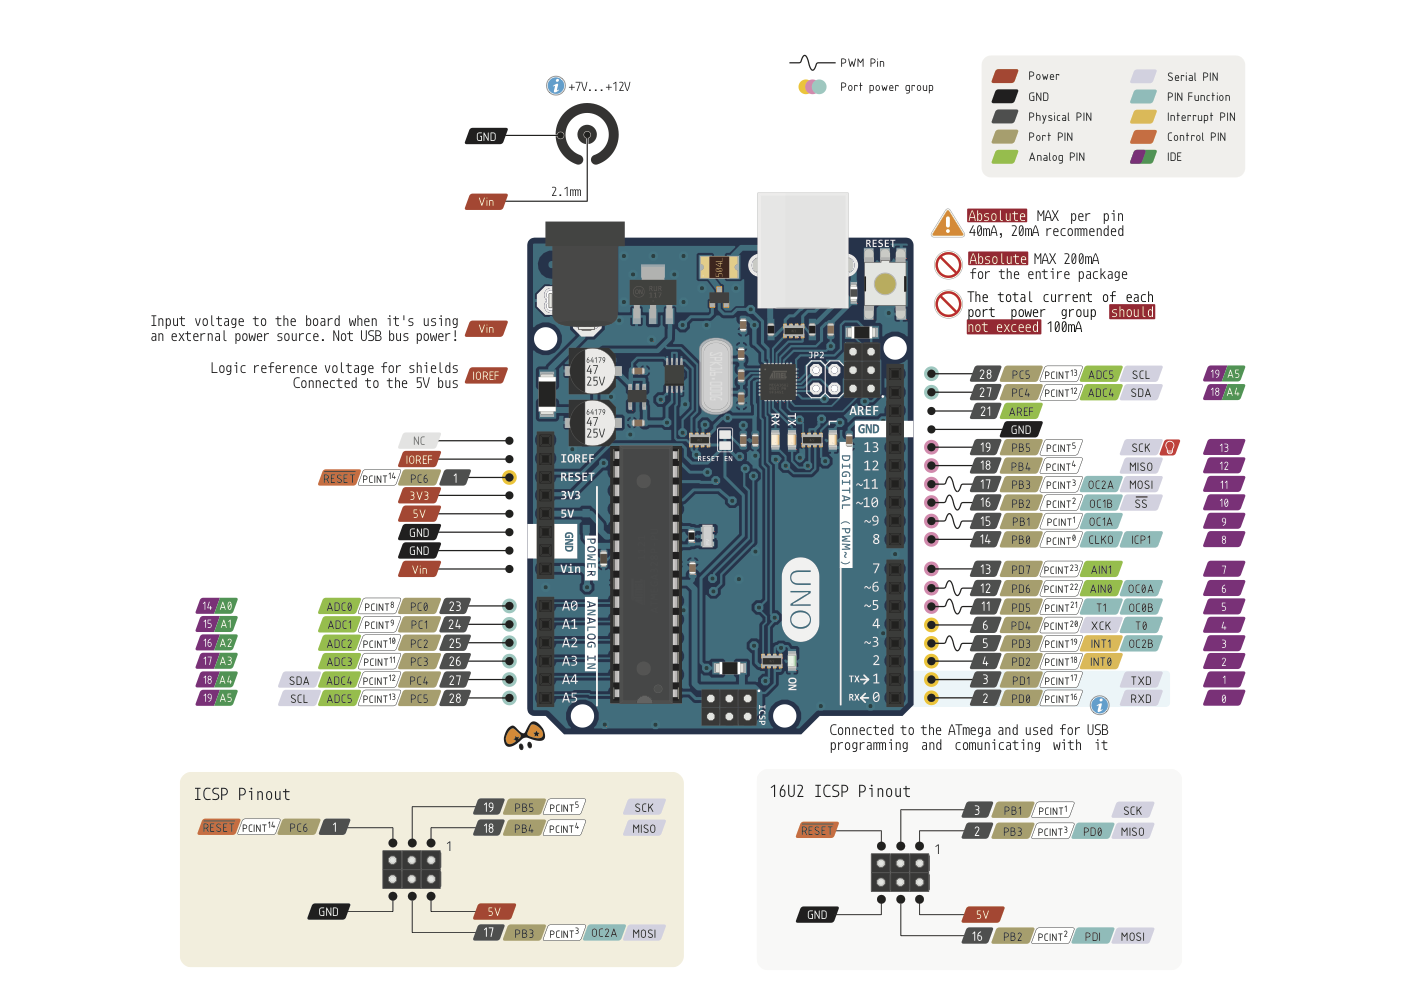 +7V...+12V
GND
2.1mm
Vin
PWM Pin
Port power group
Power
GND
Physical PIN
Port PIN
Analog PIN
Serial PIN
PIN Function
Interrupt PIN
Control PIN
IDE
Absolute MAX per pin
40mA, 20mA recommended
Absolute MAX 200mA
for the entire package
The total current of each
port power group should
not exceed 100mA
Input voltage to the board when it's using
an external power source. Not USB bus power!
Vin
Logic reference voltage for shields
Connected to the 5V bus
IOREF
NC
IOREF
RESET PCINT14 PC6 1
3V3
5V
GND
GND
Vin
14 A0 ADC0 PCINT8 PC0 23
15 A1 ADC1 PCINT9 PC1 24
16 A2 ADC2 PCINT10 PC2 25
17 A3 ADC3 PCINT11 PC3 26
18 A4 SDA ADC4 PCINT12 PC4 27
19 A5 SCL ADC5 PCINT13 PC5 28
RESET
504L
64179
47
25V
64179
47
25V
JP2
RX
TX
L
RESET EN
AREF
GND
13
12
~11
~10
~9
8
7
~6
~5
4
~3
2
TX→1
RX←0
DIGITAL (PWM~)
IOREF
RESET
3V3
5V
GND
Vin
POWER
A0
A1
A2
A3
A4
A5
ANALOG IN
UNO
ON
ICSP
28 PC5 PCINT13 ADC5 SCL 19 A5
27 PC4 PCINT12 ADC4 SDA 18 A4
21 AREF
GND
19 PB5 PCINT5 SCK 13
18 PB4 PCINT4 MISO 12
17 PB3 PCINT3 OC2A MOSI 11
16 PB2 PCINT2 OC1B SS 10
15 PB1 PCINT1 OC1A 9
14 PB0 PCINT0 CLKO ICP1 8
13 PD7 PCINT23 AIN1 7
12 PD6 PCINT22 AIN0 OC0A 6
11 PD5 PCINT21 T1 OC0B 5
6 PD4 PCINT20 XCK T0 4
5 PD3 PCINT19 INT1 OC2B 3
4 PD2 PCINT18 INT0 2
3 PD1 PCINT17 TXD 1
2 PD0 PCINT16 RXD 0
Connected to the ATmega and used for USB
programming and comunicating with it
ICSP Pinout
19 PB5 PCINT5 SCK
RESET PCINT14 PC6 1
18 PB4 PCINT4 MISO
1
GND
5V
17 PB3 PCINT3 OC2A MOSI
16U2 ICSP Pinout
3 PB1 PCINT1 SCK
RESET
2 PB3 PCINT3 PD0 MISO
1
GND
5V
16 PB2 PCINT2 PDI MOSI